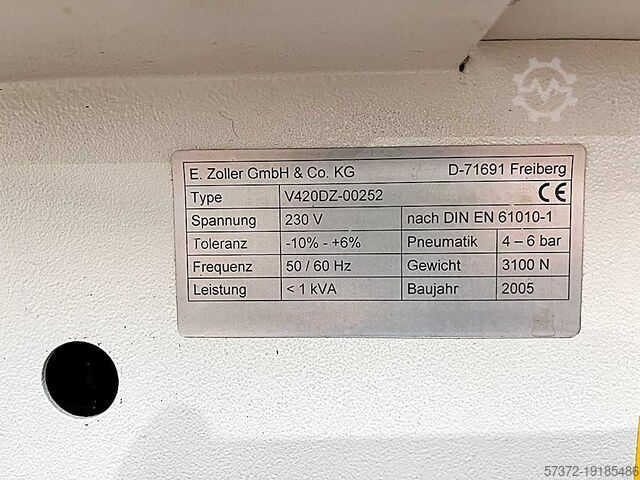 E. Zoller GmbH & Co. KG D-71691 Freiberg
Type V420DZ-00252 CE
Spannung 230 V nach DIN EN 61010-1
Toleranz -10% - +6% Pneumatik 4 – 6 bar
Frequenz 50 / 60 Hz Gewicht 3100 N
Leistung < 1 kVA Baujahr 2005
57372-19185486